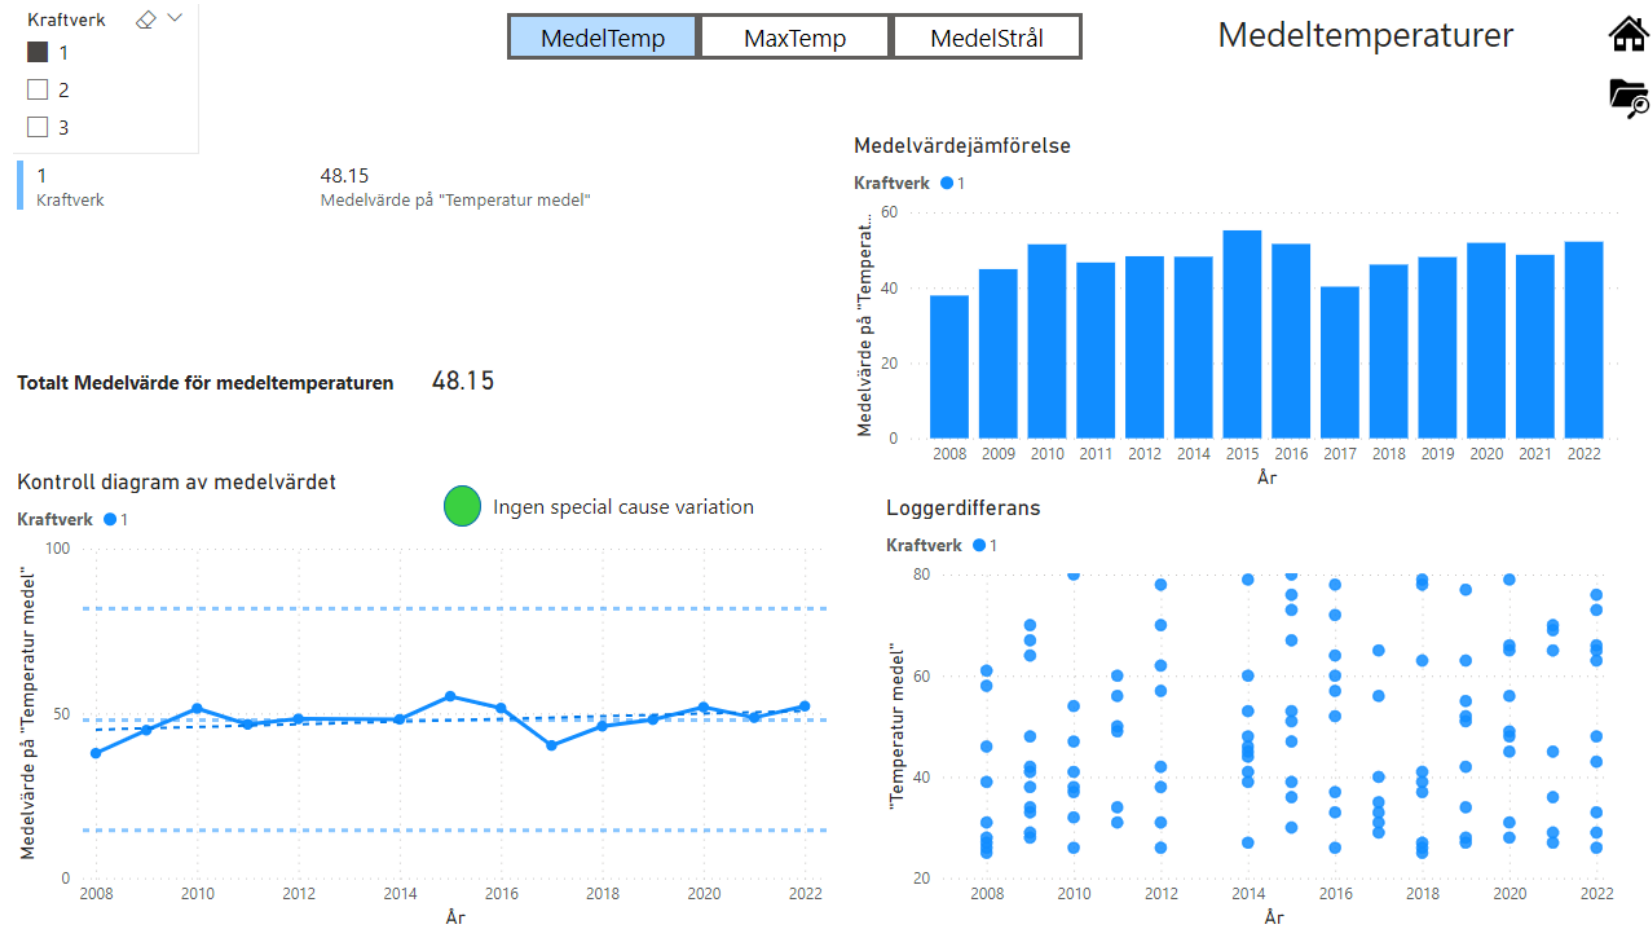 Kraftverk
1
2
3
MedelTemp
MaxTemp
MedelStrål
Medeltemperaturer
1
Kraftverk
48.15
Medelvärde på "Temperatur medel"
Totalt Medelvärde för medeltemperaturen
48.15
Medelvärdejämförelse
Kraftverk 1
Medelvärde på "Temperat...
60
40
20
0
2008 2009 2010 2011 2012 2014 2015 2016 2017 2018 2019 2020 2021 2022
År
Kontroll diagram av medelvärdet
Ingen special cause variation
Kraftverk 1
Medelvärde på "Temperatur medel"
100
50
0
2008 2010 2012 2014 2016 2018 2020 2022
År
Loggerdifferans
Kraftverk 1
"Temperatur medel"
80
60
40
20
2008 2010 2012 2014 2016 2018 2020 2022
År